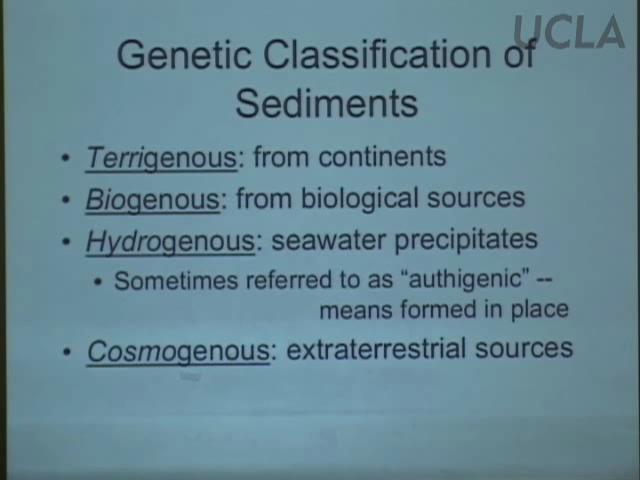 UCLA
Genetic Classification of
Sediments
• Terrigenous: from continents
• Biogenous: from biological sources
• Hydrogenous: seawater precipitates
• Sometimes referred to as “authigenic” --
means formed in place
• Cosmogenous: extraterrestrial sources